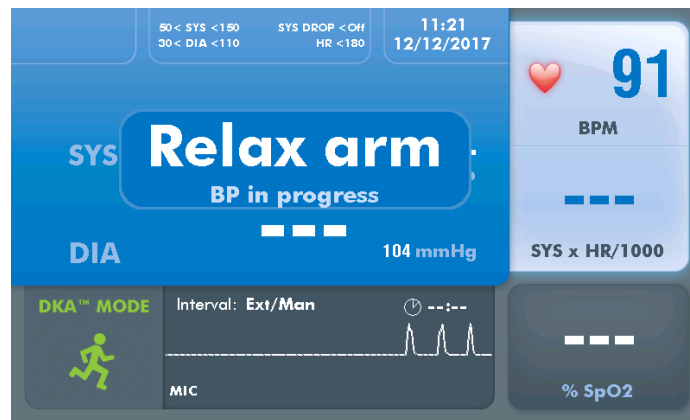 50< SYS <150 SYS DROP <Off
30< DIA <110 HR <180
11:21
12/12/2017
91
BPM
SYS
Relax arm
BP in progress
---
---
DIA
104 mmHg
SYS x HR/1000
DKA™ MODE
Interval: Ext/Man
--:--
MIC
---
% SpO2